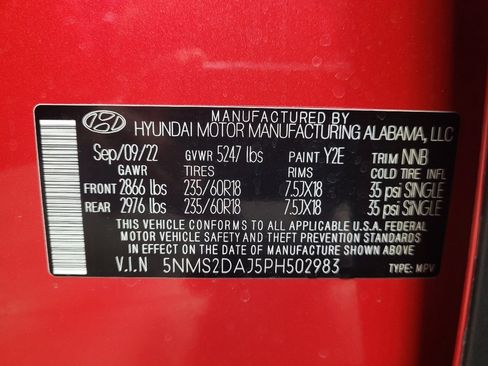 MANUFACTURED BY
HYUNDAI MOTOR MANUFACTURING ALABAMA, LLC
Sep/09/22 GVWR 5247 lbs PAINT Y2E TRIM NNB
GAWR TIRES RIMS COLD TIRE INFL
FRONT 2866 lbs 235/60R18 7.5JX18 35 psi SINGLE
REAR 2976 lbs 235/60R18 7.5JX18 35 psi SINGLE
THIS VEHICLE CONFORMS TO ALL APPLICABLE U.S.A. FEDERAL
MOTOR VEHICLE SAFETY AND THEFT PREVENTION STANDARDS
IN EFFECT ON THE DATE OF MANUFACTURE SHOWN ABOVE
V.I.N 5NMS2DAJ5PH502983 TYPE: MPV